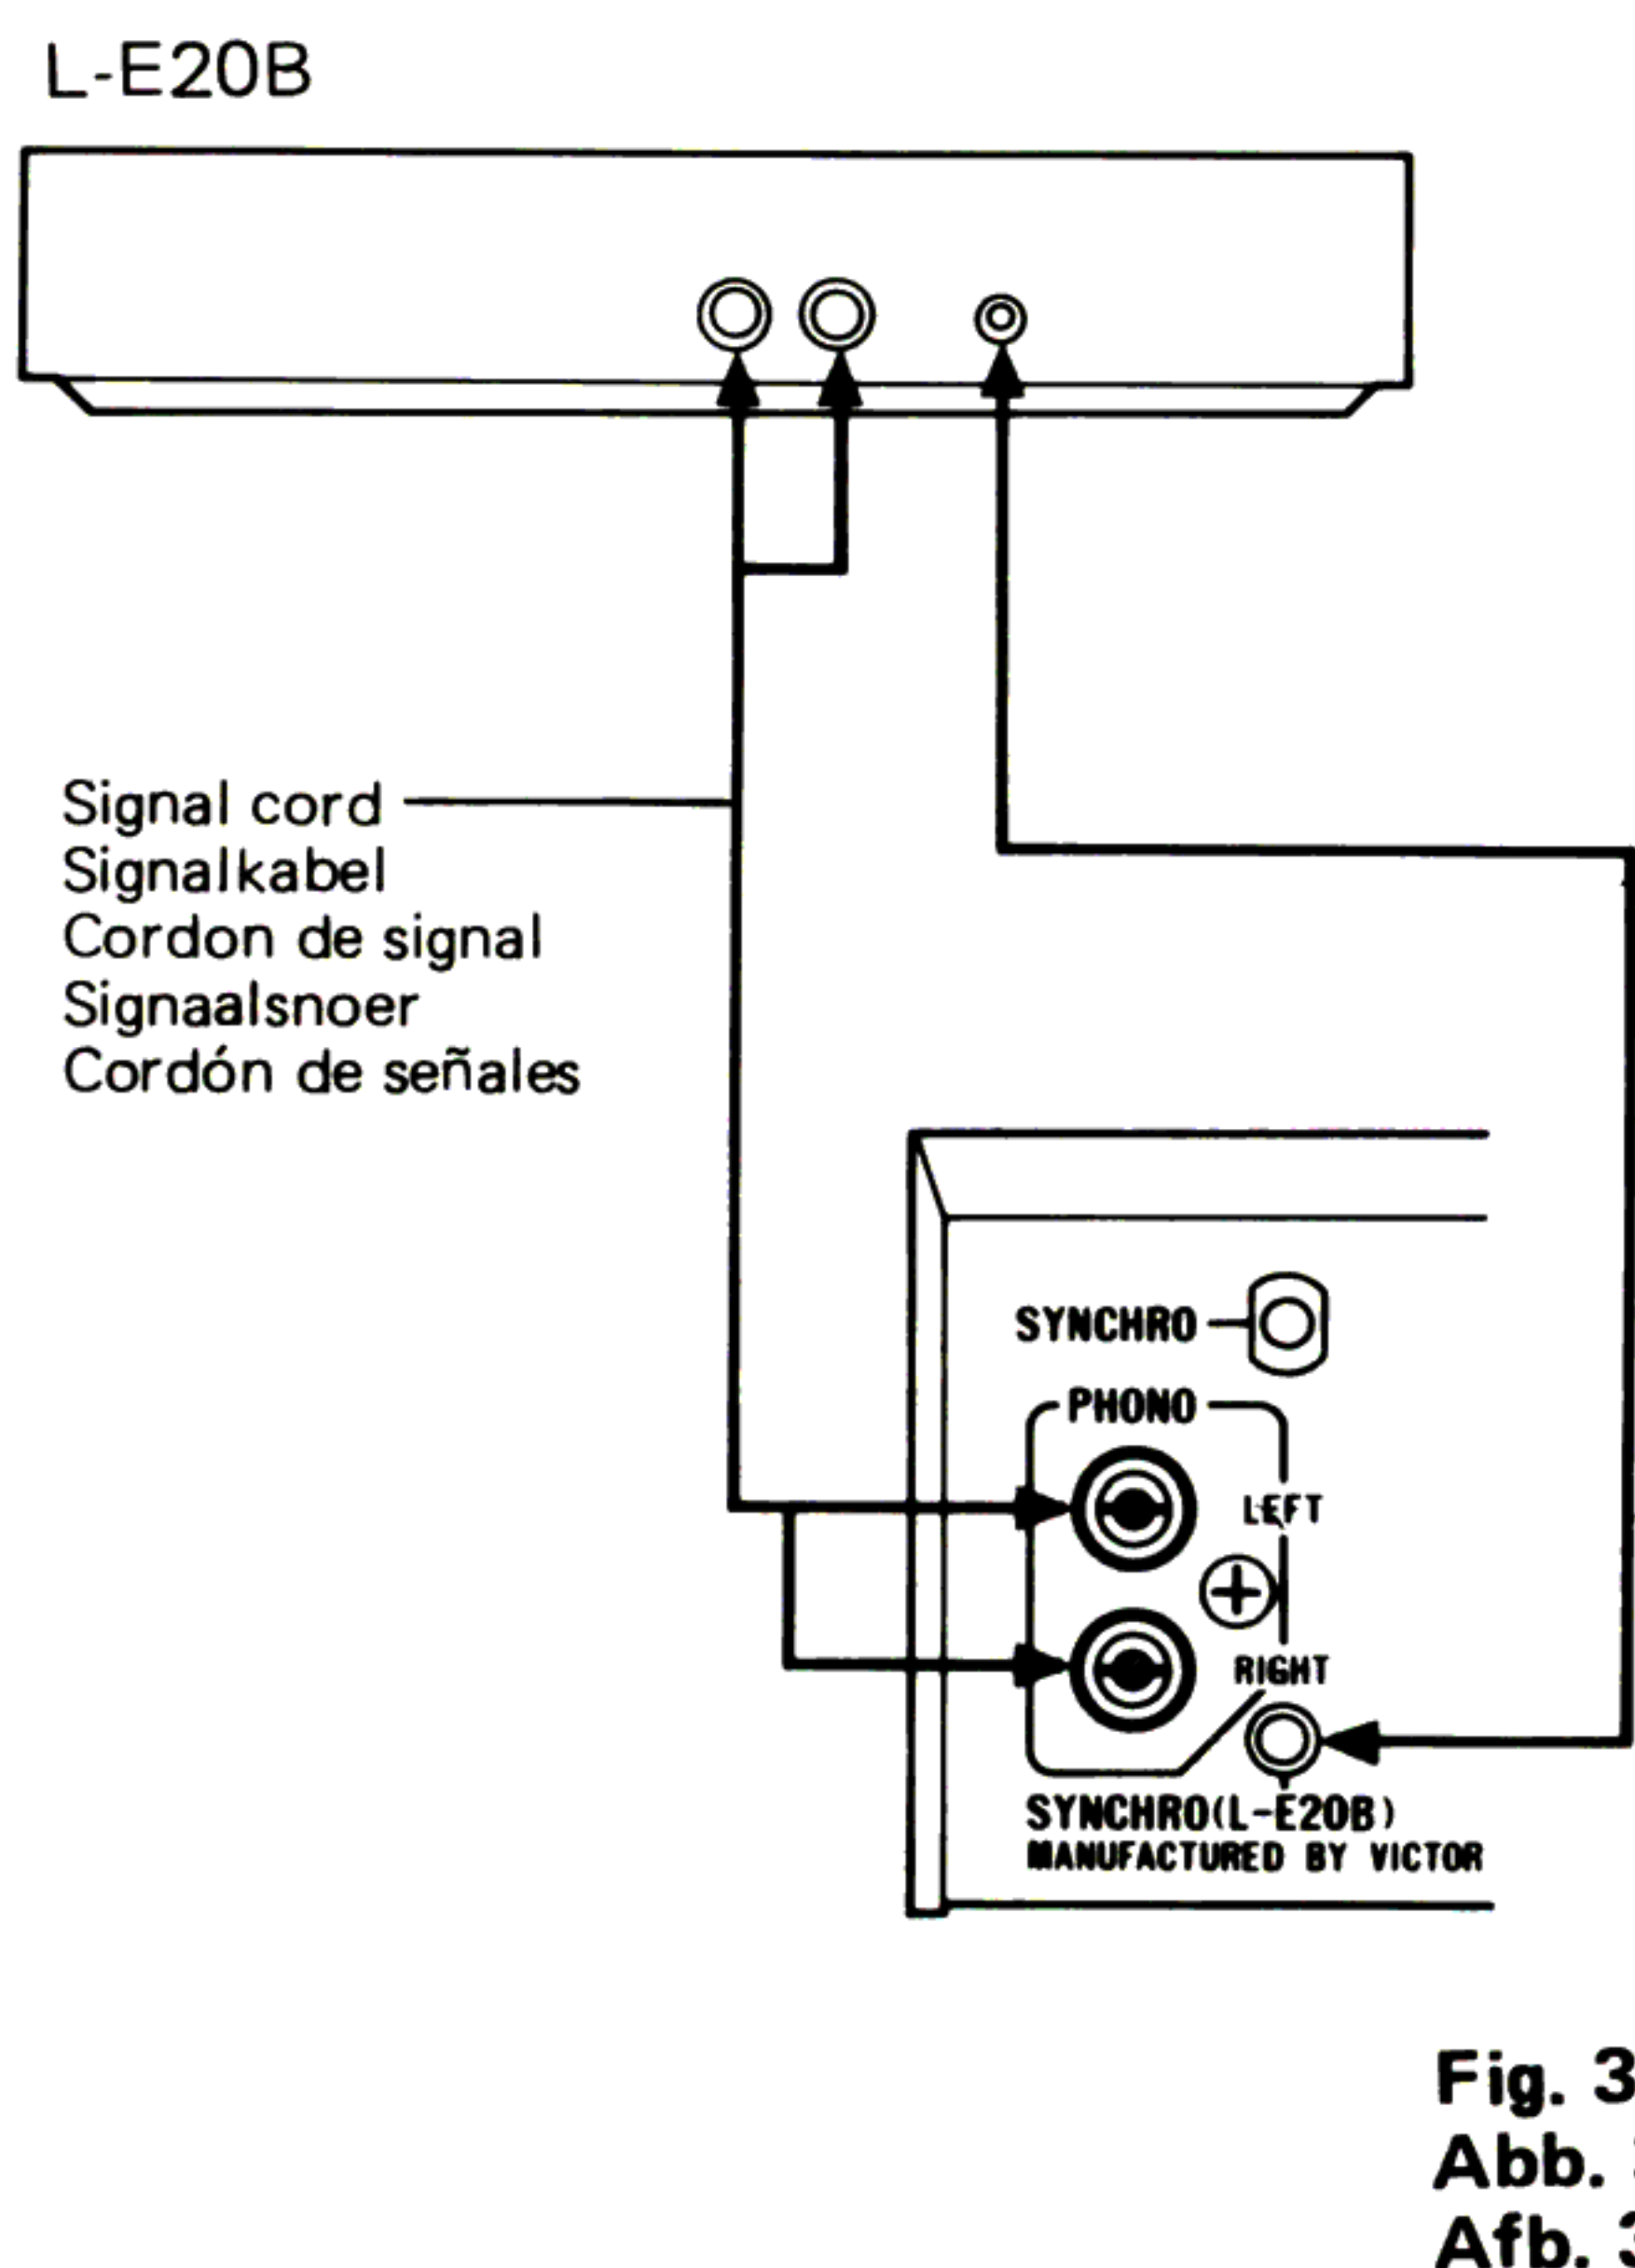 L-E20B
Signal cord
Signalkabel
Cordon de signal
Signaalsnoer
Cordón de señales
SYNCHRO
PHONO
LEFT
RIGHT
SYNCHRO(L-E20B)
MANUFACTURED BY VICTOR
Fig. 3
Abb.
Afb. 3